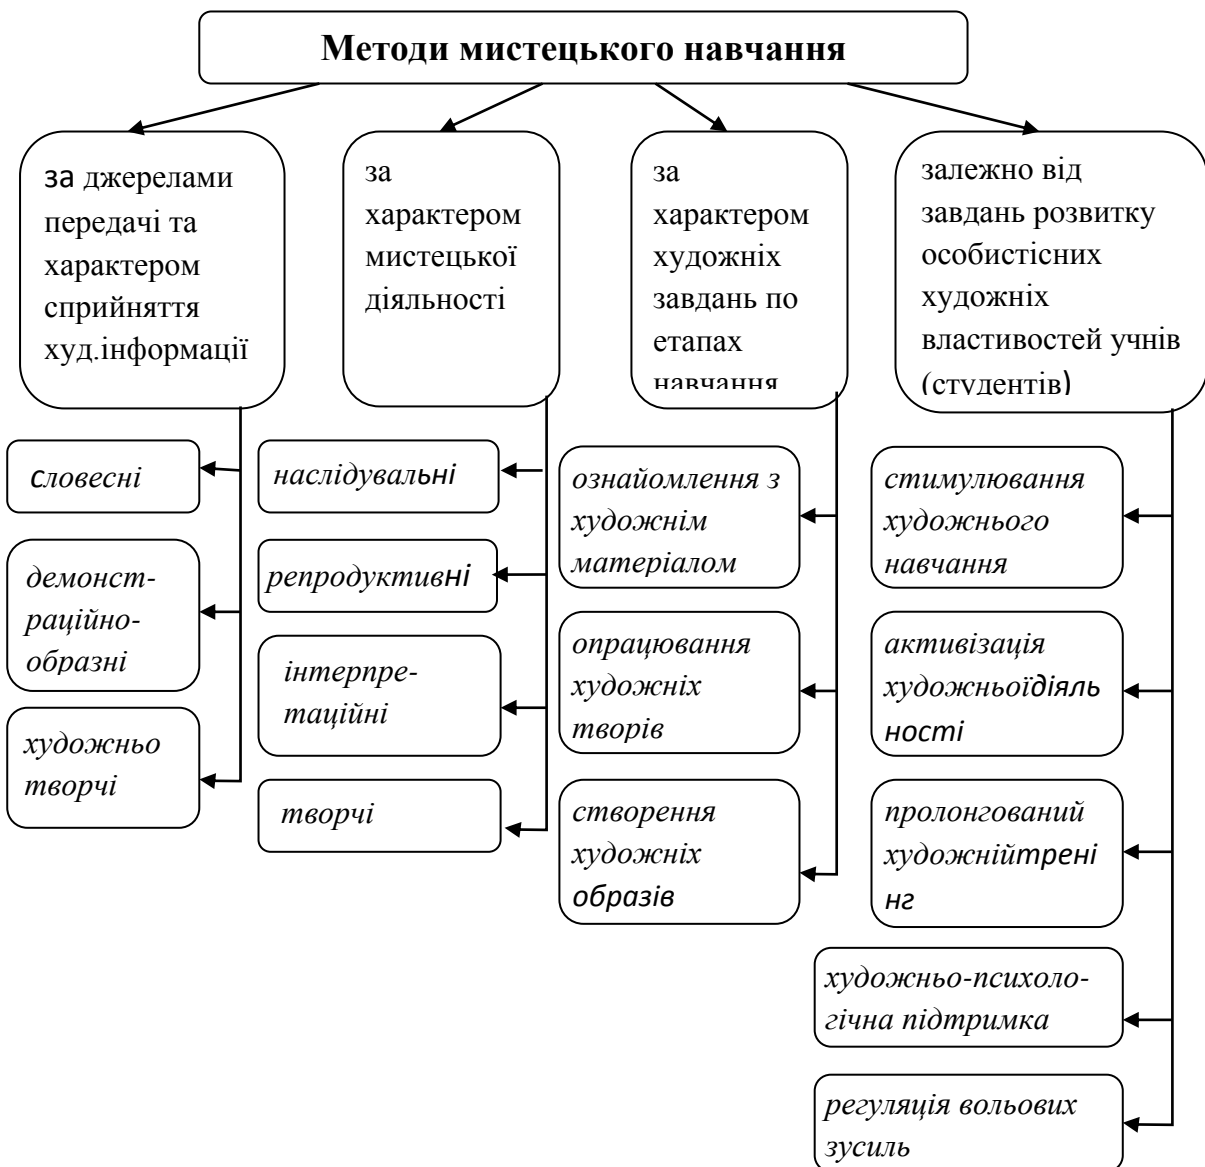 Методи мистецького навчання
за джерелами
передачі та
характером
сприйняття
худ.інформації
за
характером
мистецької
діяльності
за
характером
художніх
завдань по
етапах
навчання
залежно від
завдань розвитку
особистісних
художніх
властивостей учнів
(студентів)
словесні
демонст-
раційно-
образні
художньо
творчі
наслідувальні
репродуктивні
інтерпре-
таційні
творчі
ознайомлення з
художнім
матеріалом
опрацювання
художніх
творів
створення
художніх
образів
стимулювання
художнього
навчання
активізація
художньоїдіяль
ності
пролонгований
художнійтрені
нг
художньо-психоло-
гічна підтримка
регуляція вольових
зусиль